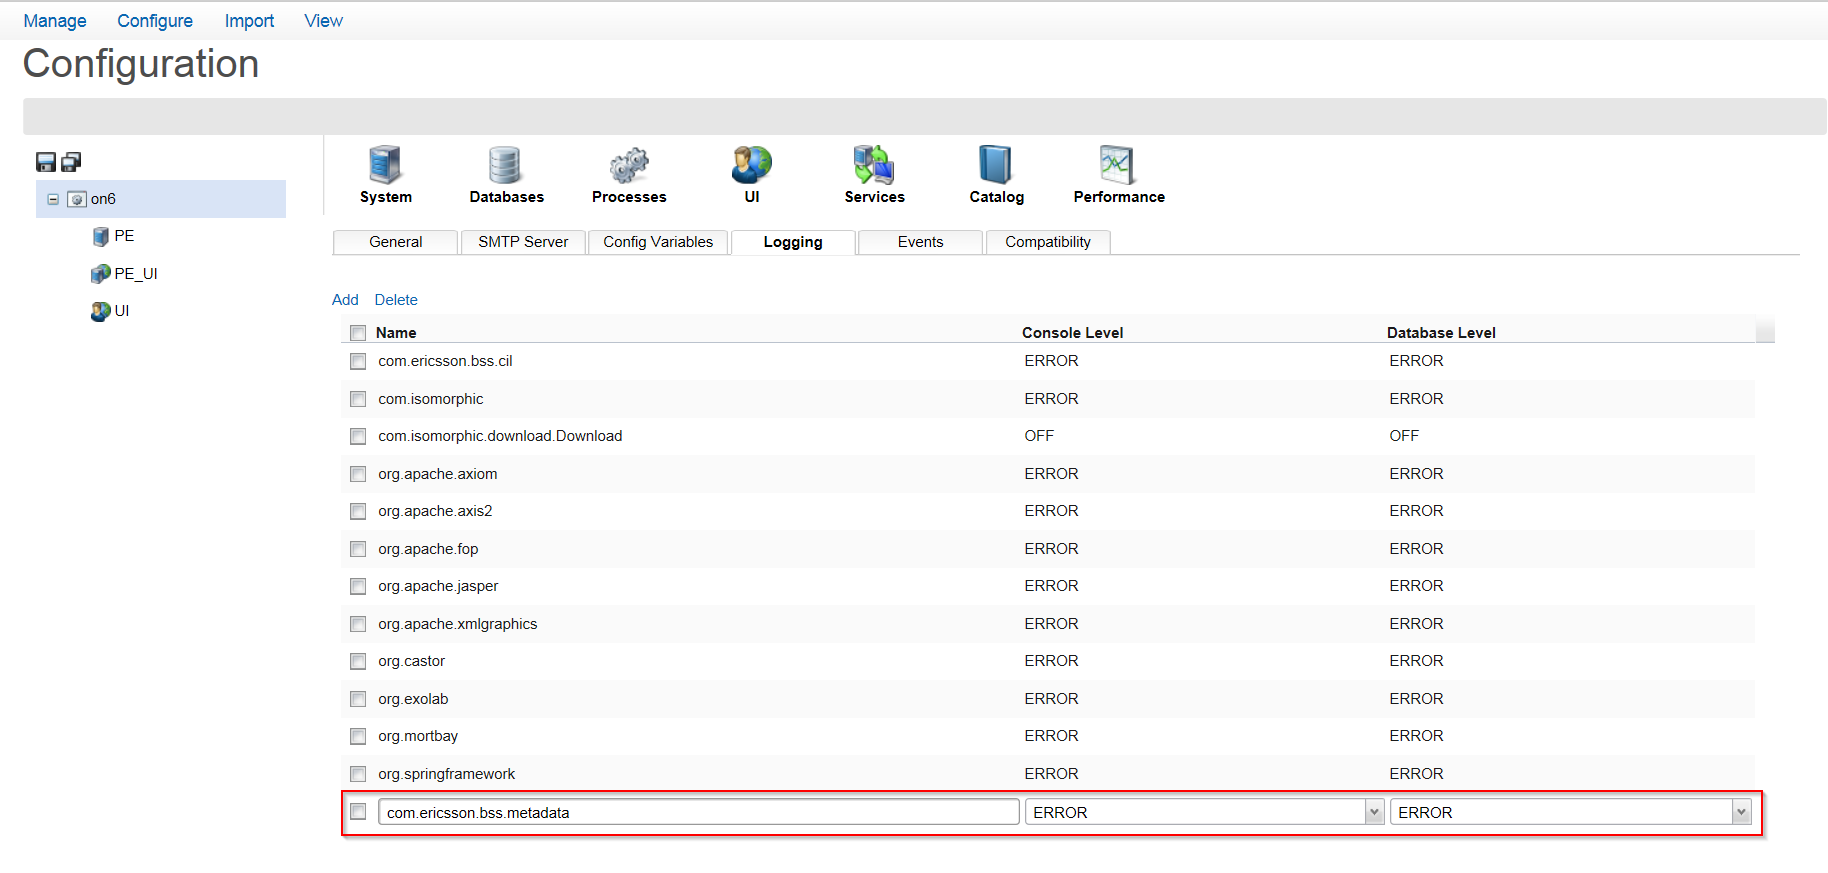 Manage Configure Import View
Configuration
System Databases Processes UI Services Catalog Performance
on6
PE
PE_UI
UI
General SMTP Server Config Variables Logging Events Compatibility
Add Delete
Name Console Level Database Level
com.ericsson.bss.cil ERROR ERROR
com.isomorphic ERROR ERROR
com.isomorphic.download.Download OFF OFF
org.apache.axiom ERROR ERROR
org.apache.axis2 ERROR ERROR
org.apache.fop ERROR ERROR
org.apache.jasper ERROR ERROR
org.apache.xmlgraphics ERROR ERROR
org.castor ERROR ERROR
org.exolab ERROR ERROR
org.mortbay ERROR ERROR
org.springframework ERROR ERROR
com.ericsson.bss.metadata ERROR ERROR